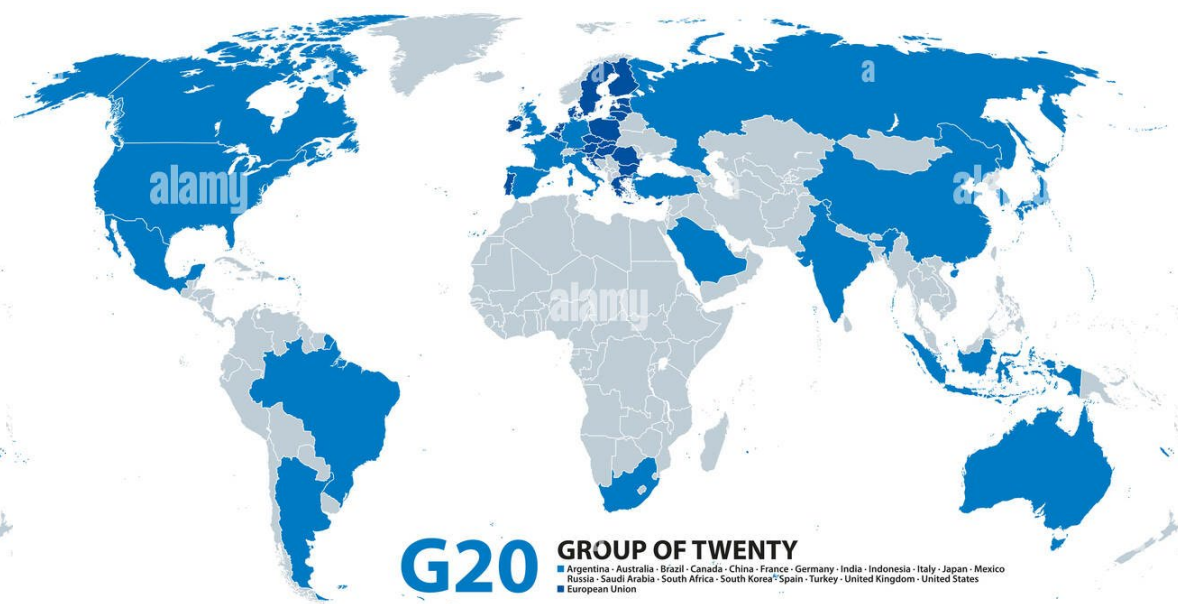 a
a
alamy
alamy
a
alamy
G20
GROUP OF TWENTY
Argentina · Australia · Brazil · Canada · China · France · Germany · India · Indonesia · Italy · Japan · Mexico
Russia · Saudi Arabia · South Africa · South Korea · Spain · Turkey · United Kingdom · United States
European Union